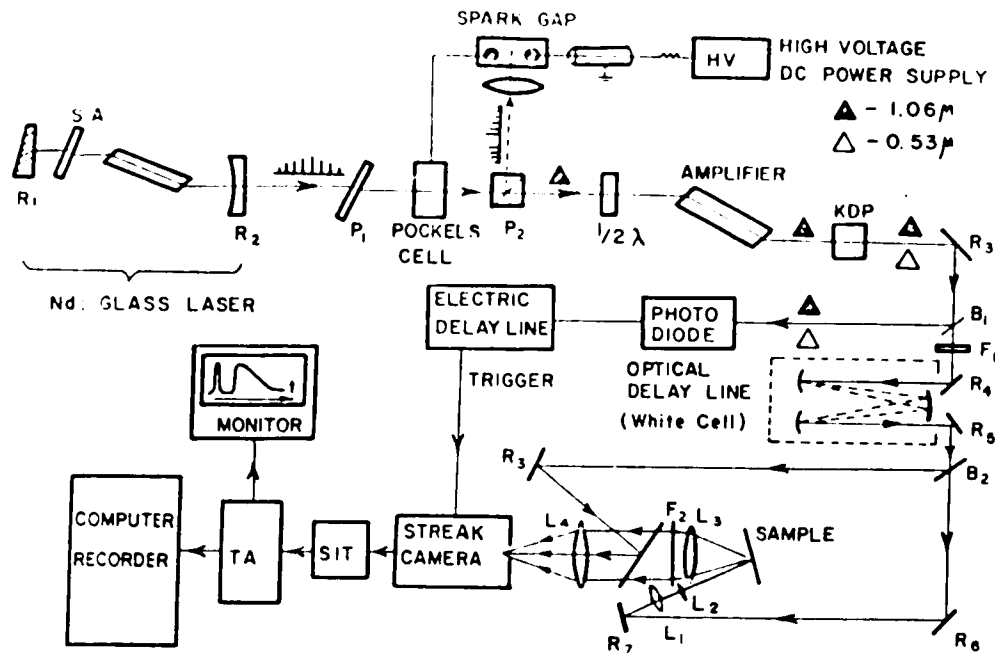 SPARK GAP
HV
HIGH VOLTAGE
DC POWER SUPPLY
- 1.06μ
- 0.53μ
SA
R1
R2
P1
POCKELS
CELL
P2
1/2 λ
AMPLIFIER
KDP
R3
Nd: GLASS LASER
ELECTRIC
DELAY LINE
PHOTO
DIODE
B1
F1
TRIGGER
OPTICAL
DELAY LINE
(White Cell)
R4
R5
t
MONITOR
R3
B2
COMPUTER
RECORDER
TA
SIT
STREAK
CAMERA
L4
F2
L3
SAMPLE
L2
L1
R7
R6